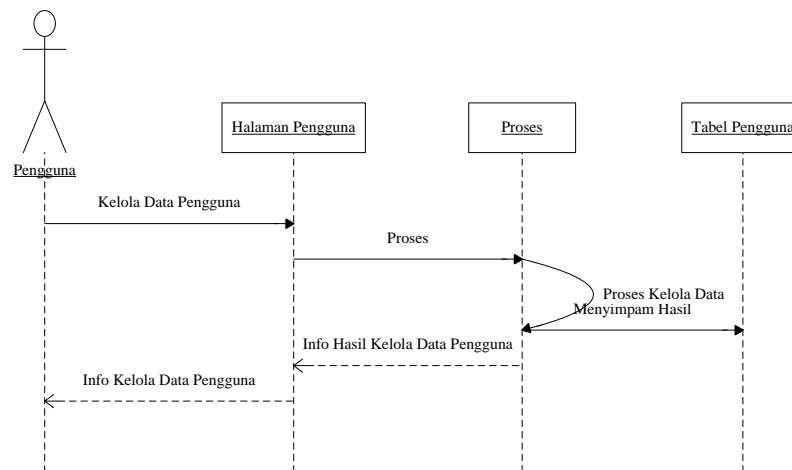 Halaman Pengguna
Proses
Tabel Pengguna
Pengguna
Kelola Data Pengguna
Proses
Proses Kelola Data
Menyimpam Hasil
Info Hasil Kelola Data Pengguna
Info Kelola Data Pengguna